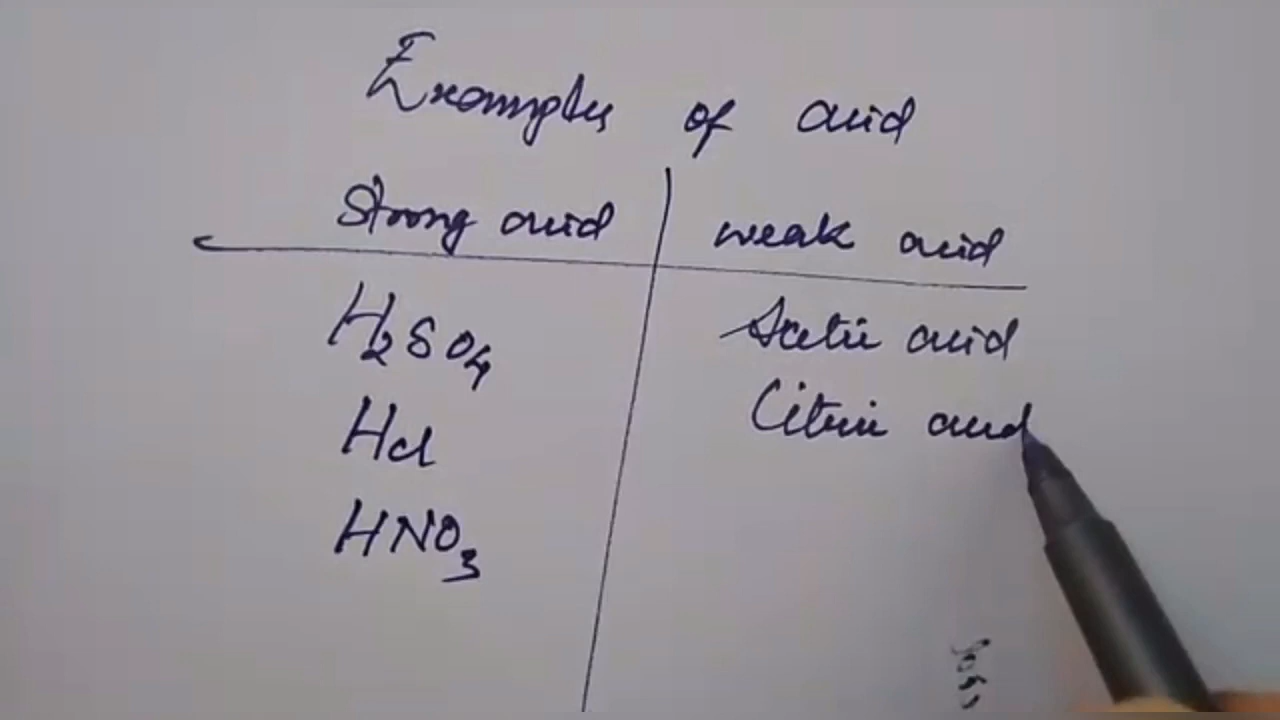 Examples of acid
Strong acid weak acid
H2SO4 Acetic acid
Hcl Citric acid
HNO3